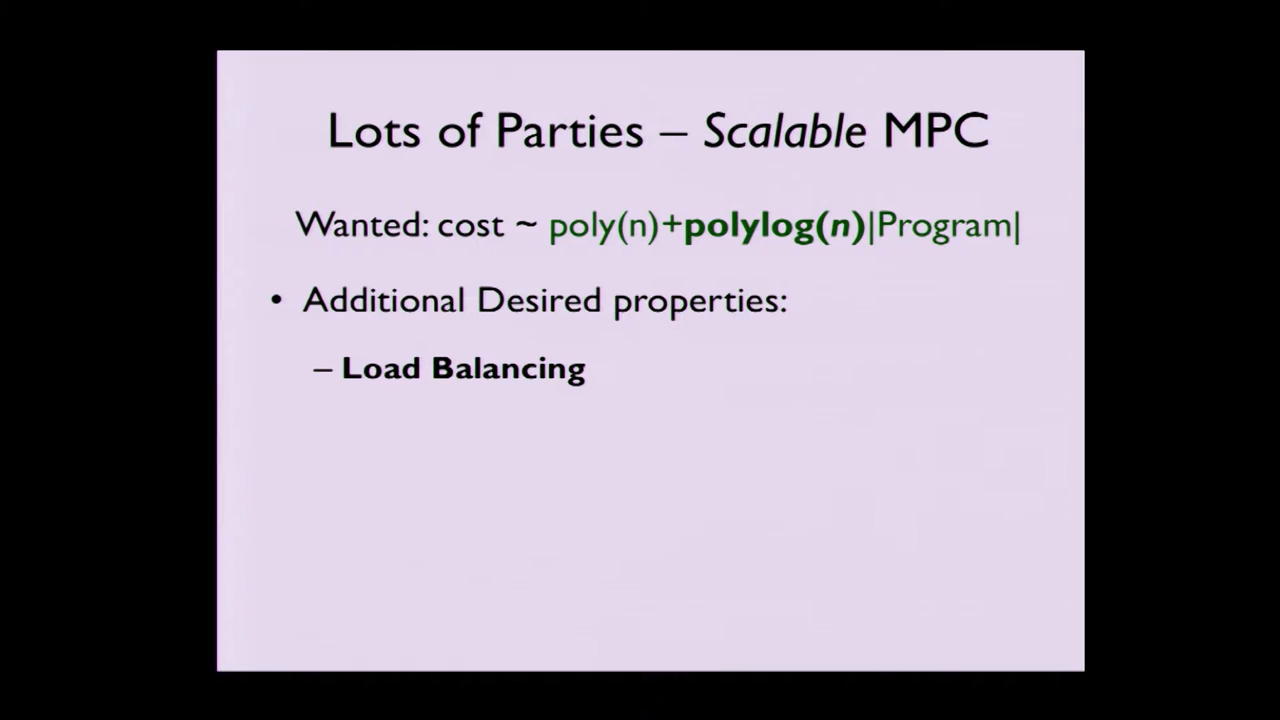 Lots of Parties – Scalable MPC
Wanted: cost ~ poly(n)+polylog(n)|Program|
• Additional Desired properties:
– Load Balancing